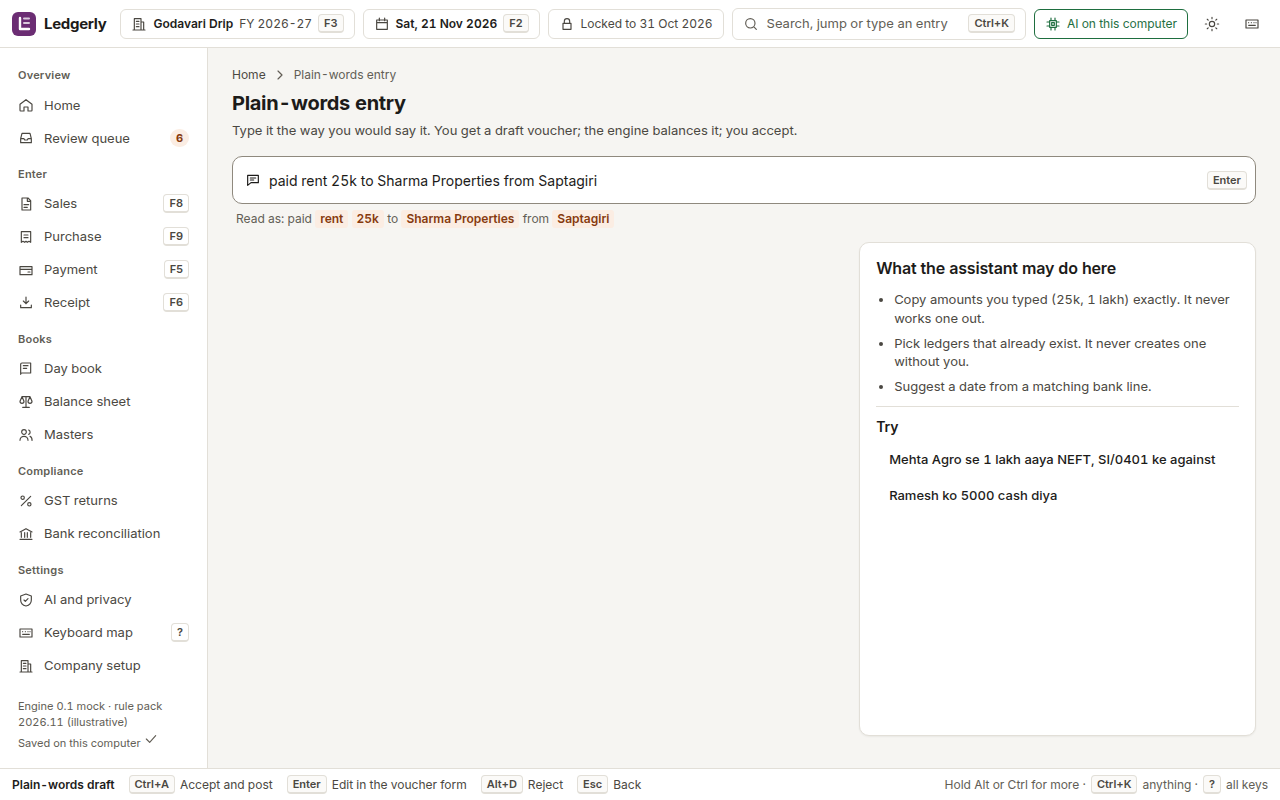 Ledgerly
Godavari Drip FY 2026-27 F3
Sat, 21 Nov 2026 F2
Locked to 31 Oct 2026
Search, jump or type an entry Ctrl+K
AI on this computer
Overview
Home
Review queue 6
Enter
Sales F8
Purchase F9
Payment F5
Receipt F6
Books
Day book
Balance sheet
Masters
Compliance
GST returns
Bank reconciliation
Settings
AI and privacy
Keyboard map ?
Company setup
Engine 0.1 mock · rule pack
2026.11 (illustrative)
Saved on this computer
Home > Plain-words entry
Plain-words entry
Type it the way you would say it. You get a draft voucher; the engine balances it; you accept.
paid rent 25k to Sharma Properties from Saptagiri Enter
Read as: paid rent 25k to Sharma Properties from Saptagiri
What the assistant may do here
• Copy amounts you typed (25k, 1 lakh) exactly. It never
works one out.
• Pick ledgers that already exist. It never creates one
without you.
• Suggest a date from a matching bank line.
Try
Mehta Agro se 1 lakh aaya NEFT, SI/0401 ke against
Ramesh ko 5000 cash diya
Plain-words draft Ctrl+A Accept and post Enter Edit in the voucher form Alt+D Reject Esc Back
Hold Alt or Ctrl for more · Ctrl+K anything · ? all keys